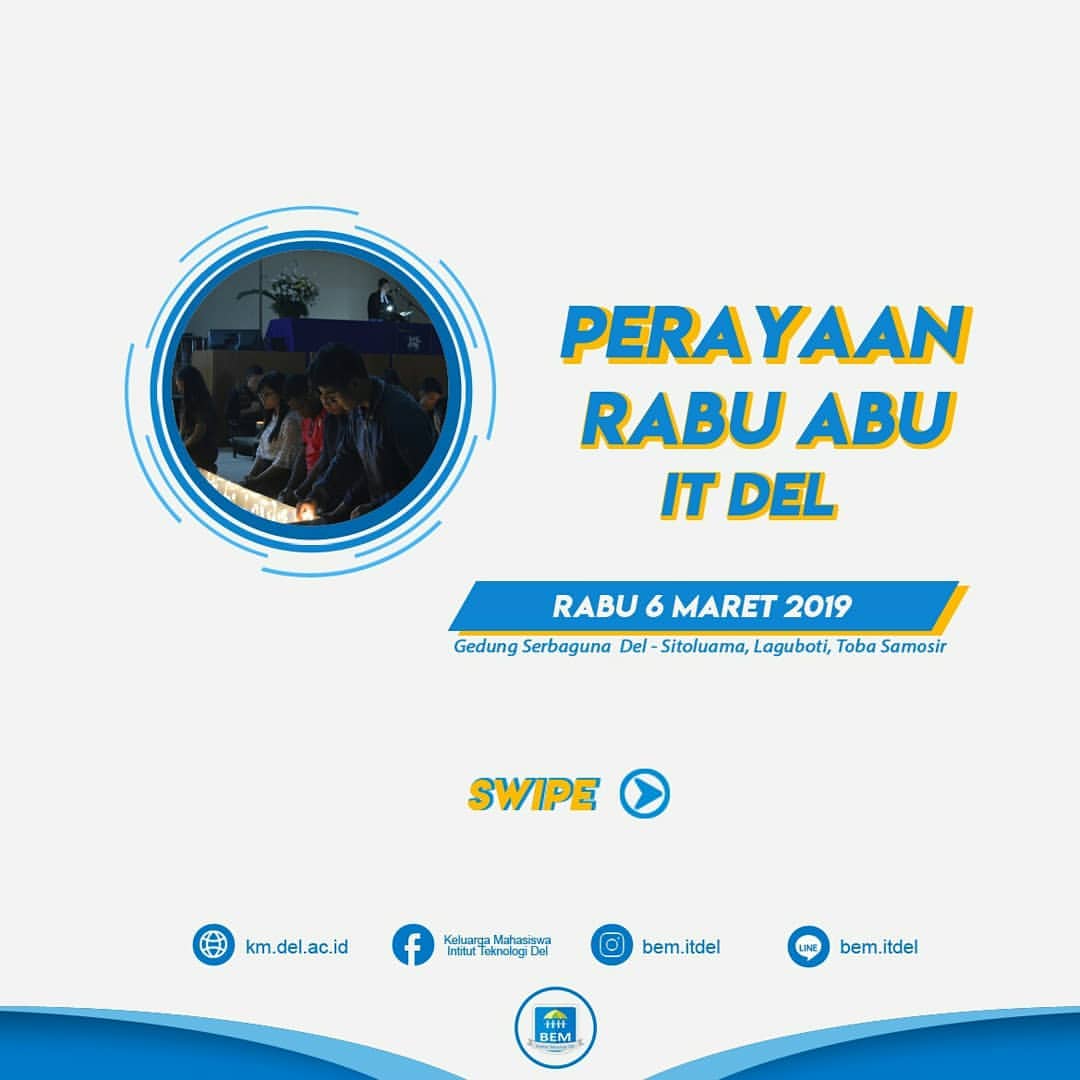 PERAYAAN
RABU ABU
IT DEL
RABU 6 MARET 2019
Gedung Serbaguna Del - Sitoluama, Laguboti, Toba Samosir
SWIPE
km.del.ac.id
Keluarga Mahasiswa
Intitut Teknologi Del
bem.itdel
LINE
bem.itdel
BEM